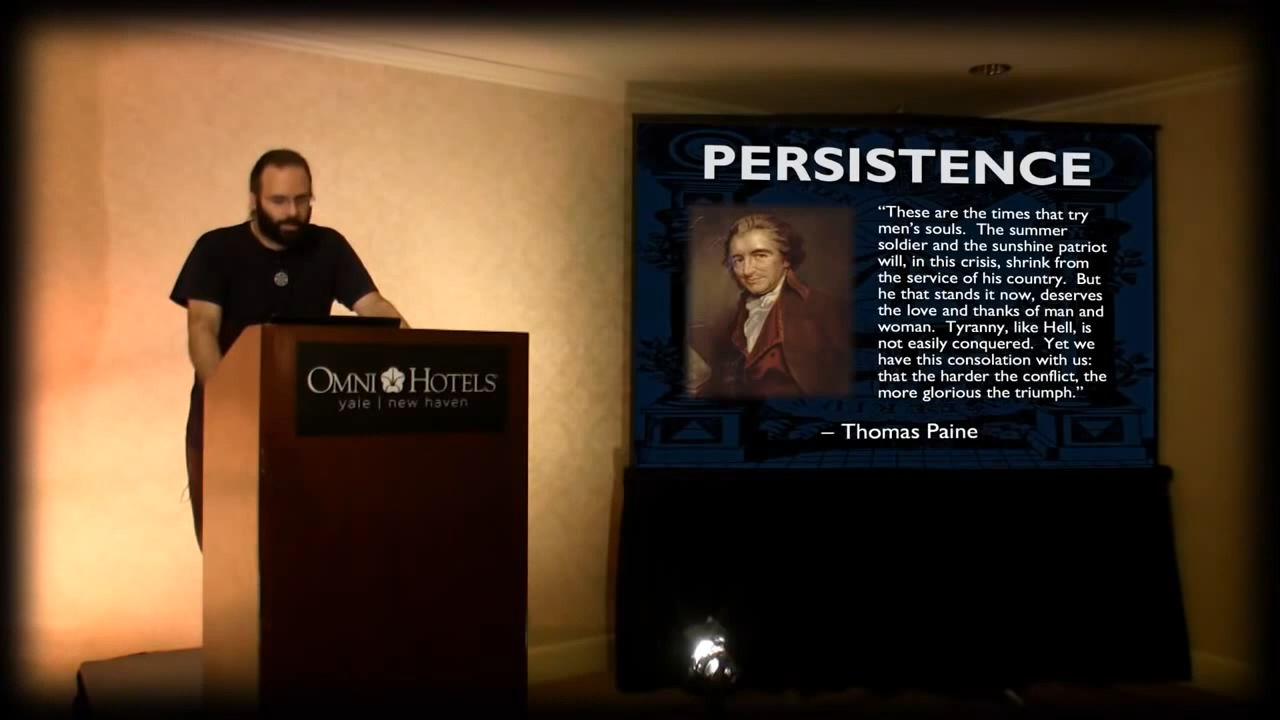 PERSISTENCE
“These are the times that try
men’s souls.  The summer
soldier and the sunshine patriot
will, in this crisis, shrink from
the service of his country.  But
he that stands it now, deserves
the love and thanks of man and
woman.  Tyranny, like Hell, is
not easily conquered.  Yet we
have this consolation with us:
that the harder the conflict, the
more glorious the triumph.”
– Thomas Paine
OMNI HOTELS
yale | new haven